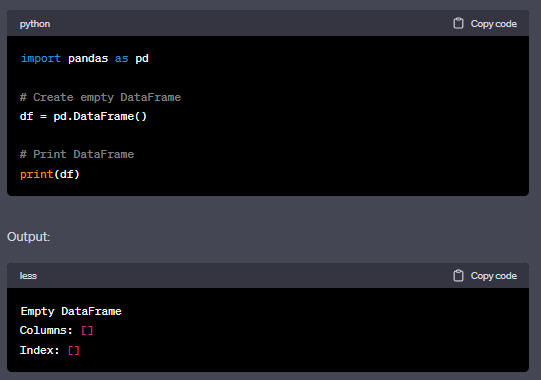 python Copy code
import pandas as pd
# Create empty DataFrame
df = pd.DataFrame()
# Print DataFrame
print(df)
Output:
less Copy code
Empty DataFrame
Columns: []
Index: []